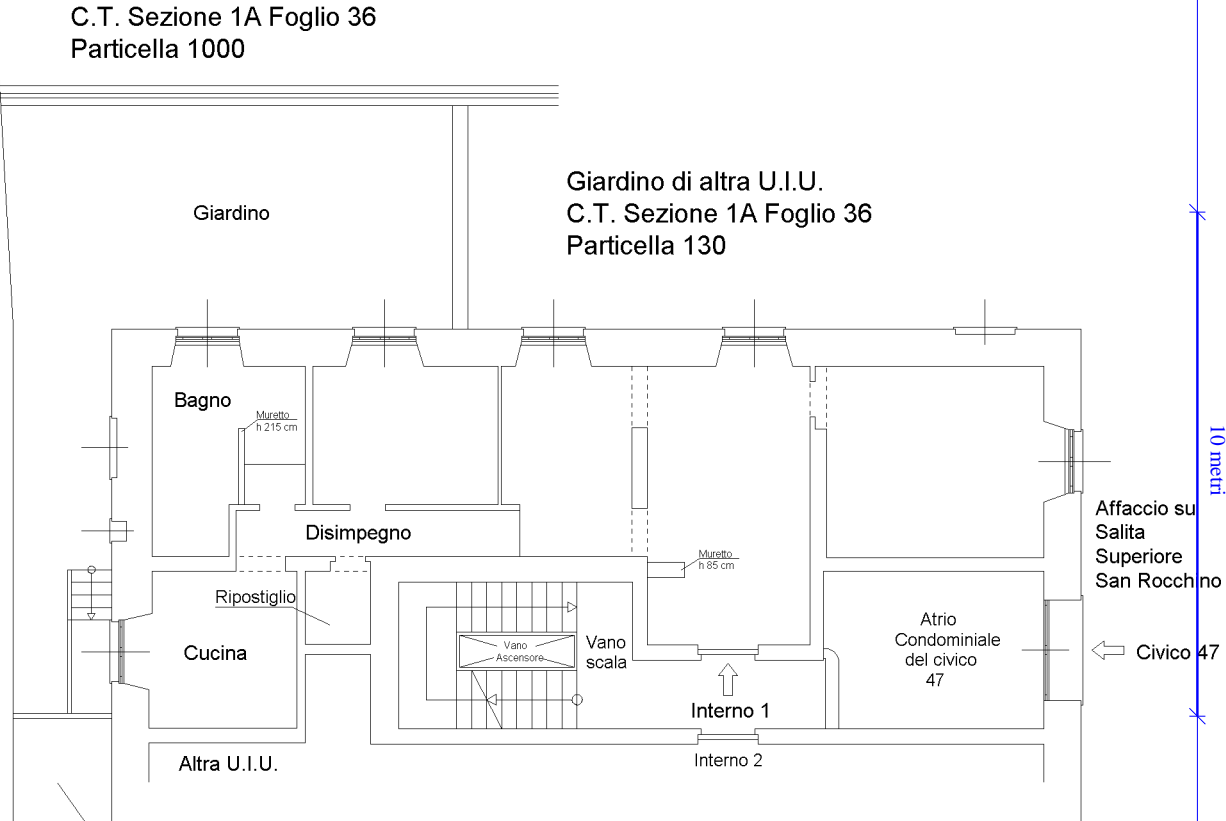 C.T. Sezione 1A Foglio 36
Particella 1000
Giardino di altra U.I.U.
C.T. Sezione 1A Foglio 36
Particella 130
Giardino
Bagno
Muretto
h 215 cm
10 metri
Disimpegno
Affaccio su
Salita
Superiore
San Rocchino
Muretto
h 85 cm
Ripostiglio
Cucina
Vano
Ascensore
Vano
scala
Atrio
Condominiale
del civico
47
Civico 47
Interno 1
Interno 2
Altra U.I.U.